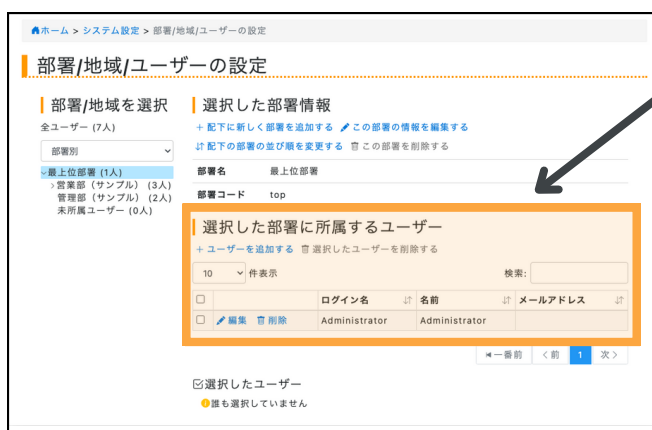 ホーム > システム設定 > 部署/地域/ユーザーの設定
部署/地域/ユーザーの設定
部署/地域を選択
全ユーザー (7人)
部署別
最上位部署 (1人)
営業部（サンプル） (3人)
管理部（サンプル） (2人)
未所属ユーザー (0人)
選択した部署情報
+ 配下に新しく部署を追加する この部署の情報を編集する
配下の部署の並び順を変更する この部署を削除する
部署名 最上位部署
部署コード top
選択した部署に所属するユーザー
+ ユーザーを追加する 選択したユーザーを削除する
10 件表示 検索:
ログイン名 名前 メールアドレス
編集 削除 Administrator Administrator
一番前 前 1 次
選択したユーザー
誰も選択していません